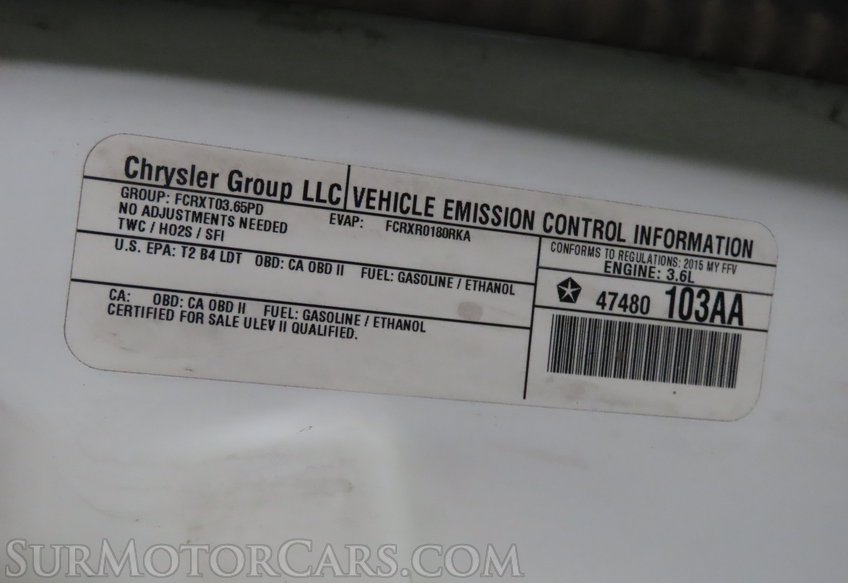 Chrysler Group LLC VEHICLE EMISSION CONTROL INFORMATION
GROUP: FCRXT03.65PD EVAP: FCRXR0180RKA
NO ADJUSTMENTS NEEDED
TWC / HO2S / SFI
CONFORMS TO REGULATIONS: 2015 MY FFV
ENGINE: 3.6L
U.S. EPA: T2 B4 LDT OBD: CA OBD II FUEL: GASOLINE / ETHANOL
47480 103AA
CA: OBD: CA OBD II FUEL: GASOLINE / ETHANOL
CERTIFIED FOR SALE ULEV II QUALIFIED.
SURMOTORCARS.COM